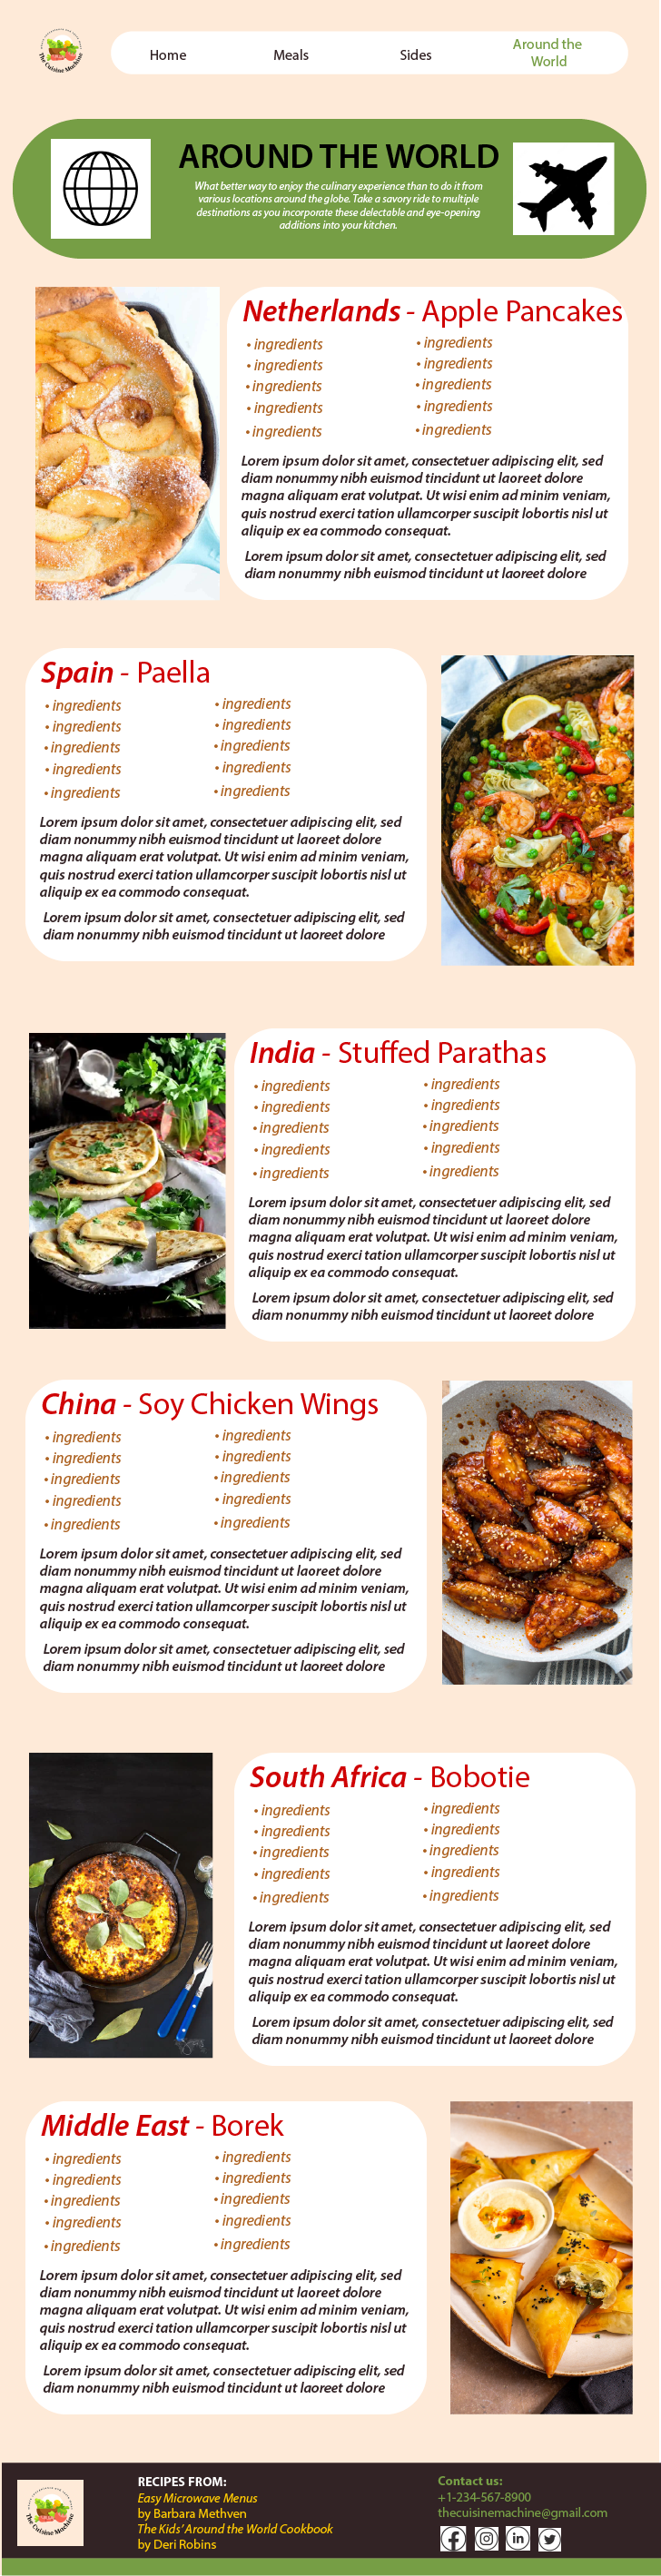 The Cuisine Machine
Home
Meals
Sides
Around the
World
AROUND THE WORLD
What better way to enjoy the culinary experience than to do it from
various locations around the globe. Take a savory ride to multiple
destinations as you incorporate these delectable and eye-opening
additions into your kitchen.
Netherlands - Apple Pancakes
• ingredients
• ingredients
• ingredients
• ingredients
• ingredients
• ingredients
• ingredients
• ingredients
• ingredients
• ingredients
Lorem ipsum dolor sit amet, consectetuer adipiscing elit, sed
diam nonummy nibh euismod tincidunt ut laoreet dolore
magna aliquam erat volutpat. Ut wisi enim ad minim veniam,
quis nostrud exerci tation ullamcorper suscipit lobortis nisl ut
aliquip ex ea commodo consequat.
Lorem ipsum dolor sit amet, consectetuer adipiscing elit, sed
diam nonummy nibh euismod tincidunt ut laoreet dolore
Spain - Paella
• ingredients
• ingredients
• ingredients
• ingredients
• ingredients
• ingredients
• ingredients
• ingredients
• ingredients
• ingredients
Lorem ipsum dolor sit amet, consectetuer adipiscing elit, sed
diam nonummy nibh euismod tincidunt ut laoreet dolore
magna aliquam erat volutpat. Ut wisi enim ad minim veniam,
quis nostrud exerci tation ullamcorper suscipit lobortis nisl ut
aliquip ex ea commodo consequat.
Lorem ipsum dolor sit amet, consectetuer adipiscing elit, sed
diam nonummy nibh euismod tincidunt ut laoreet dolore
India - Stuffed Parathas
• ingredients
• ingredients
• ingredients
• ingredients
• ingredients
• ingredients
• ingredients
• ingredients
• ingredients
• ingredients
Lorem ipsum dolor sit amet, consectetuer adipiscing elit, sed
diam nonummy nibh euismod tincidunt ut laoreet dolore
magna aliquam erat volutpat. Ut wisi enim ad minim veniam,
quis nostrud exerci tation ullamcorper suscipit lobortis nisl ut
aliquip ex ea commodo consequat.
Lorem ipsum dolor sit amet, consectetuer adipiscing elit, sed
diam nonummy nibh euismod tincidunt ut laoreet dolore
China - Soy Chicken Wings
• ingredients
• ingredients
• ingredients
• ingredients
• ingredients
• ingredients
• ingredients
• ingredients
• ingredients
• ingredients
Lorem ipsum dolor sit amet, consectetuer adipiscing elit, sed
diam nonummy nibh euismod tincidunt ut laoreet dolore
magna aliquam erat volutpat. Ut wisi enim ad minim veniam,
quis nostrud exerci tation ullamcorper suscipit lobortis nisl ut
aliquip ex ea commodo consequat.
Lorem ipsum dolor sit amet, consectetuer adipiscing elit, sed
diam nonummy nibh euismod tincidunt ut laoreet dolore
South Africa - Bobotie
• ingredients
• ingredients
• ingredients
• ingredients
• ingredients
• ingredients
• ingredients
• ingredients
• ingredients
• ingredients
Lorem ipsum dolor sit amet, consectetuer adipiscing elit, sed
diam nonummy nibh euismod tincidunt ut laoreet dolore
magna aliquam erat volutpat. Ut wisi enim ad minim veniam,
quis nostrud exerci tation ullamcorper suscipit lobortis nisl ut
aliquip ex ea commodo consequat.
Lorem ipsum dolor sit amet, consectetuer adipiscing elit, sed
diam nonummy nibh euismod tincidunt ut laoreet dolore
Middle East - Borek
• ingredients
• ingredients
• ingredients
• ingredients
• ingredients
• ingredients
• ingredients
• ingredients
• ingredients
• ingredients
Lorem ipsum dolor sit amet, consectetuer adipiscing elit, sed
diam nonummy nibh euismod tincidunt ut laoreet dolore
magna aliquam erat volutpat. Ut wisi enim ad minim veniam,
quis nostrud exerci tation ullamcorper suscipit lobortis nisl ut
aliquip ex ea commodo consequat.
Lorem ipsum dolor sit amet, consectetuer adipiscing elit, sed
diam nonummy nibh euismod tincidunt ut laoreet dolore
The Cuisine Machine
RECIPES FROM:
Easy Microwave Menus
by Barbara Methven
The Kids' Around the World Cookbook
by Deri Robins
Contact us:
+1-234-567-8900
thecuisinemachine@gmail.com